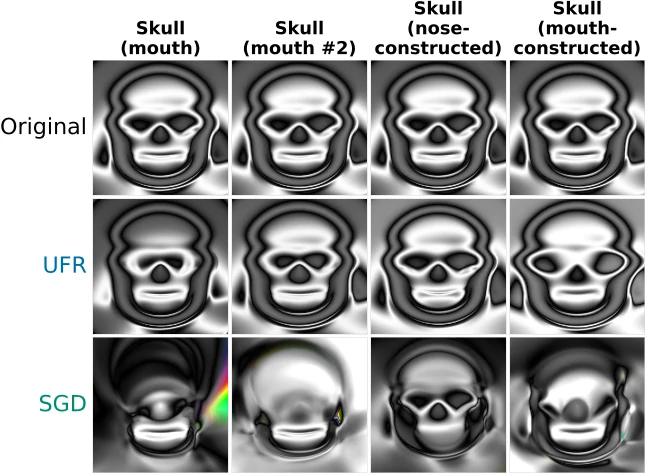 Skull
(mouth)
Skull
(mouth #2)
Skull
(nose-
constructed)
Skull
(mouth-
constructed)
Original
UFR
SGD